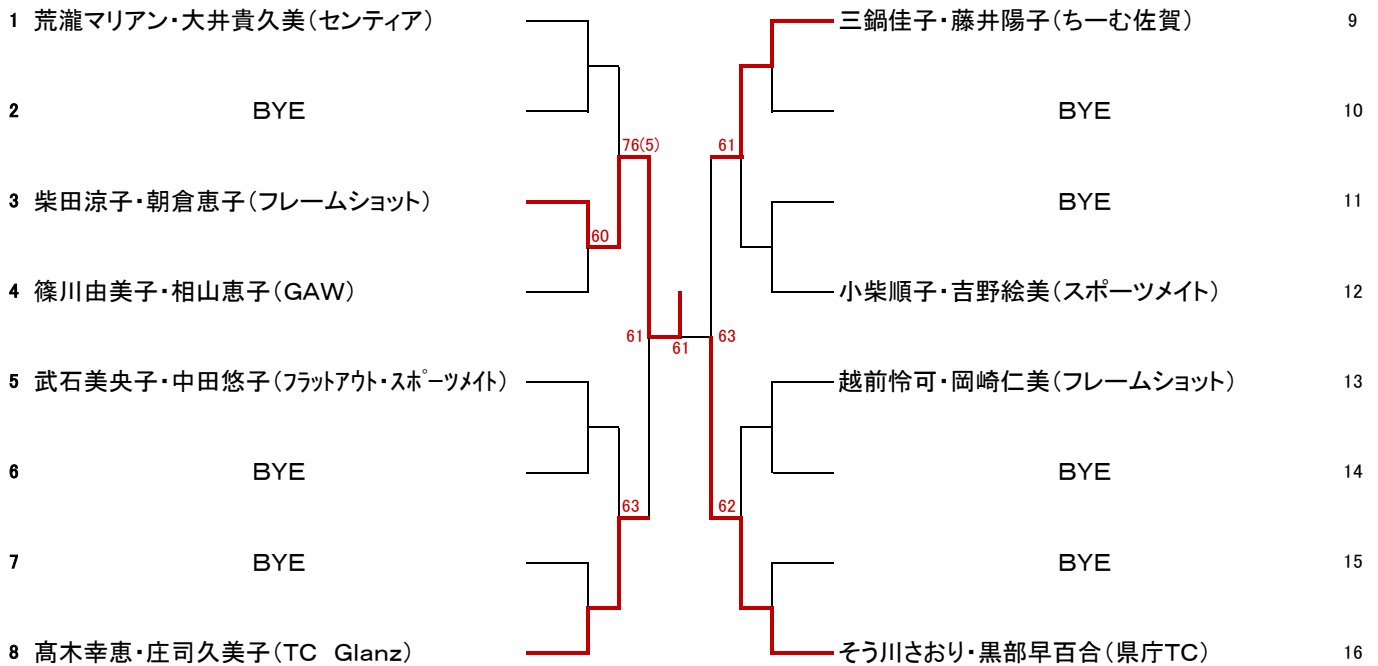 1 荒瀧マリアン・大井貴久美(センティア)
三鍋佳子・藤井陽子(ちーむ佐賀) 9
2 BYE
BYE 10
76(5)
61
3 柴田涼子・朝倉恵子(フレームショット)
BYE 11
60
4 篠川由美子・相山恵子(GAW)
小柴順子・吉野絵美(スポーツメイト) 12
61
61
63
5 武石美央子・中田悠子(フラットアウト・スポーツメイト)
越前怜可・岡崎仁美(フレームショット) 13
6 BYE
BYE 14
63
62
7 BYE
BYE 15
8 髙木幸恵・庄司久美子(TC Glanz)
そう川さおり・黒部早百合(県庁TC) 16